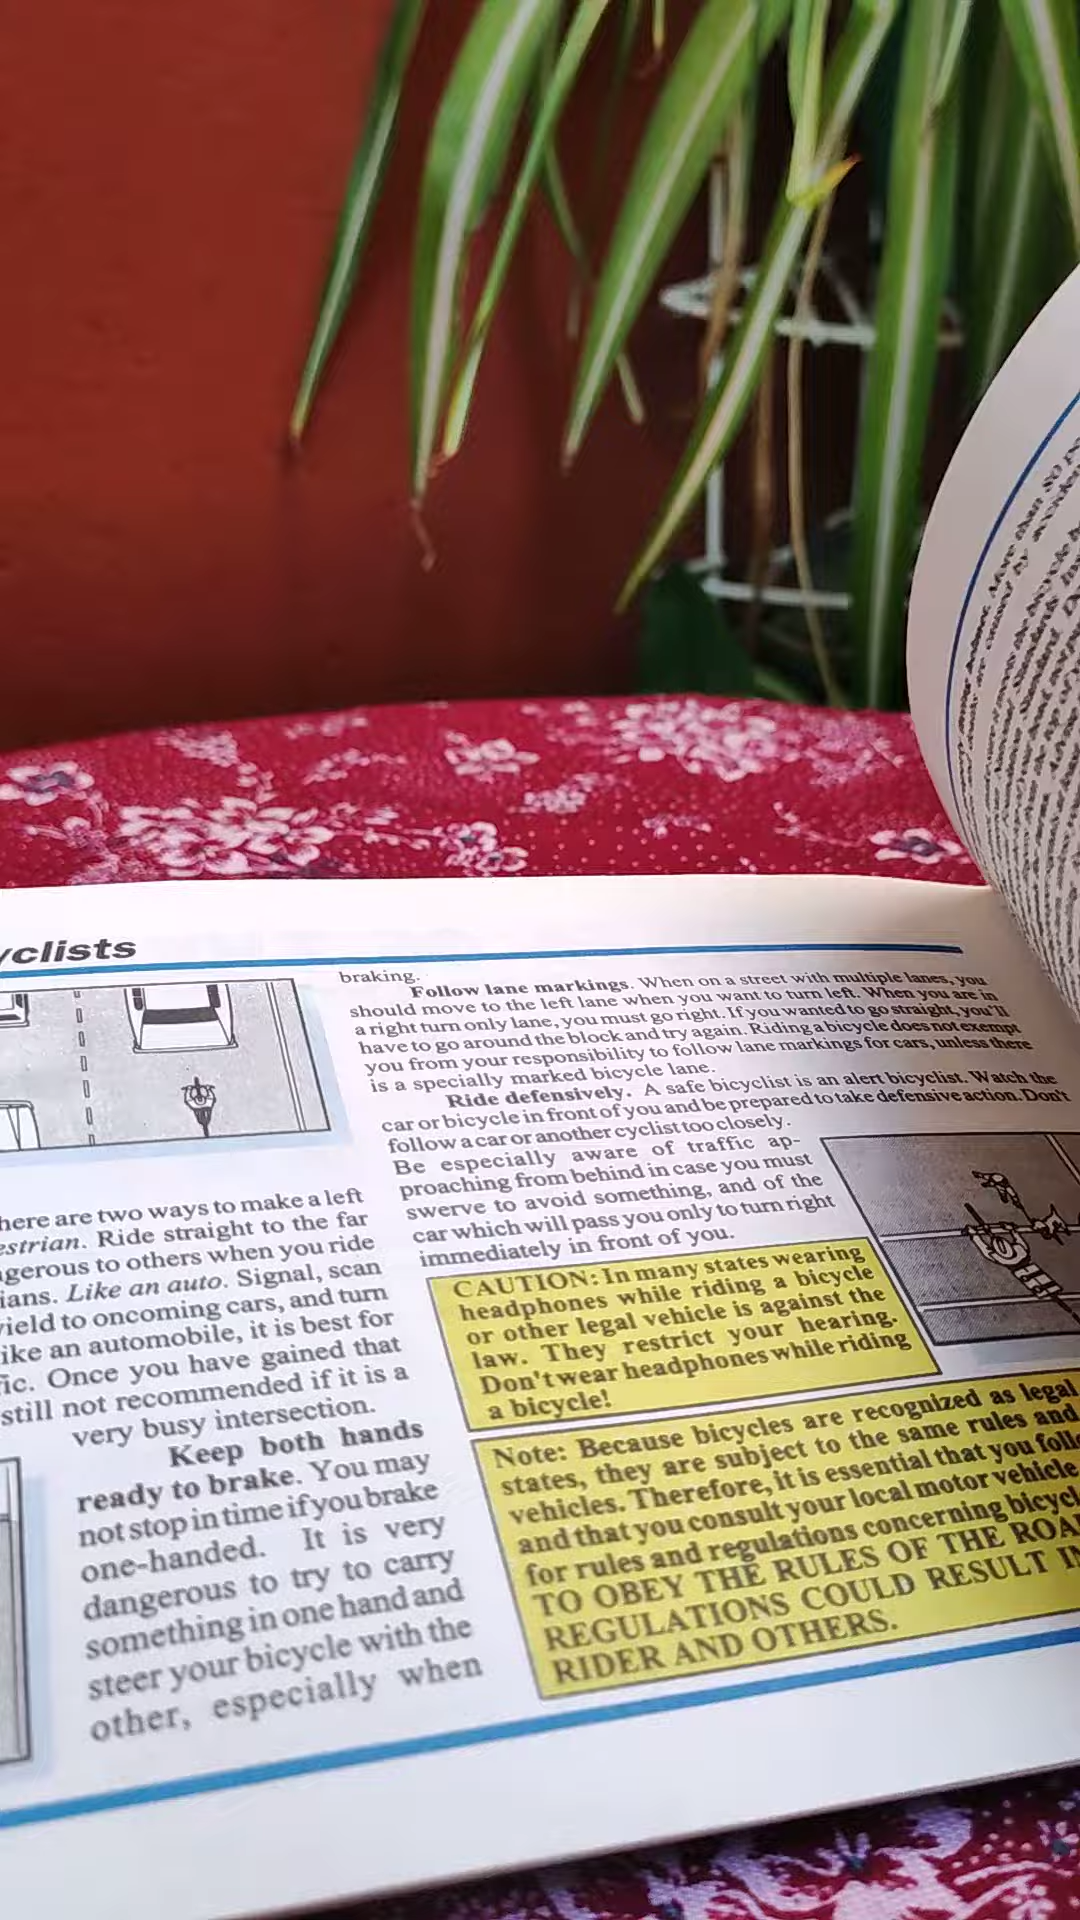 yclists
here are two ways to make a left
estrian. Ride straight to the far
gerous to others when you ride
ians. Like an auto. Signal, scan
yield to oncoming cars, and turn
ike an automobile, it is best for
fic. Once you have gained that
still not recommended if it is a
very busy intersection.
Keep both hands
ready to brake. You may
not stop in time if you brake
one-handed. It is very
dangerous to try to carry
something in one hand and
steer your bicycle with the
other, especially when
braking.
Follow lane markings. When on a street with multiple lanes, you
should move to the left lane when you want to turn left. When you are in
a right turn only lane, you must go right. If you wanted to go straight, you'll
have to go around the block and try again. Riding a bicycle does not exempt
you from your responsibility to follow lane markings for cars, unless there
is a specially marked bicycle lane.
Ride defensively. A safe bicyclist is an alert bicyclist. Watch the
car or bicycle in front of you and be prepared to take defensive action. Don't
follow a car or another cyclist too closely.
Be especially aware of traffic ap-
proaching from behind in case you must
swerve to avoid something, and of the
car which will pass you only to turn right
immediately in front of you.
CAUTION: In many states wearing
headphones while riding a bicycle
or other legal vehicle is against the
law. They restrict your hearing.
Don't wear headphones while riding
a bicycle!
Note: Because bicycles are recognized as legal
states, they are subject to the same rules and
vehicles. Therefore, it is essential that you follo
and that you consult your local motor vehicle
for rules and regulations concerning bicycl
TO OBEY THE RULES OF THE ROA
REGULATIONS COULD RESULT IN
RIDER AND OTHERS.